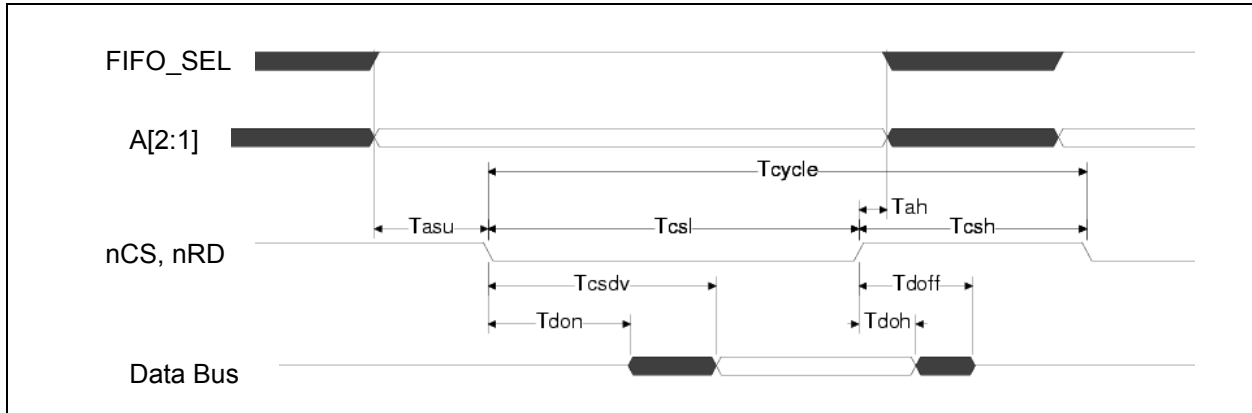 FIFO_SEL
A[2:1]
Tcycle
Tah
Tasu
Tcsl
Tcsh
nCS, nRD
Tcsdv
Tdoff
Tdon
Tdoh
Data Bus